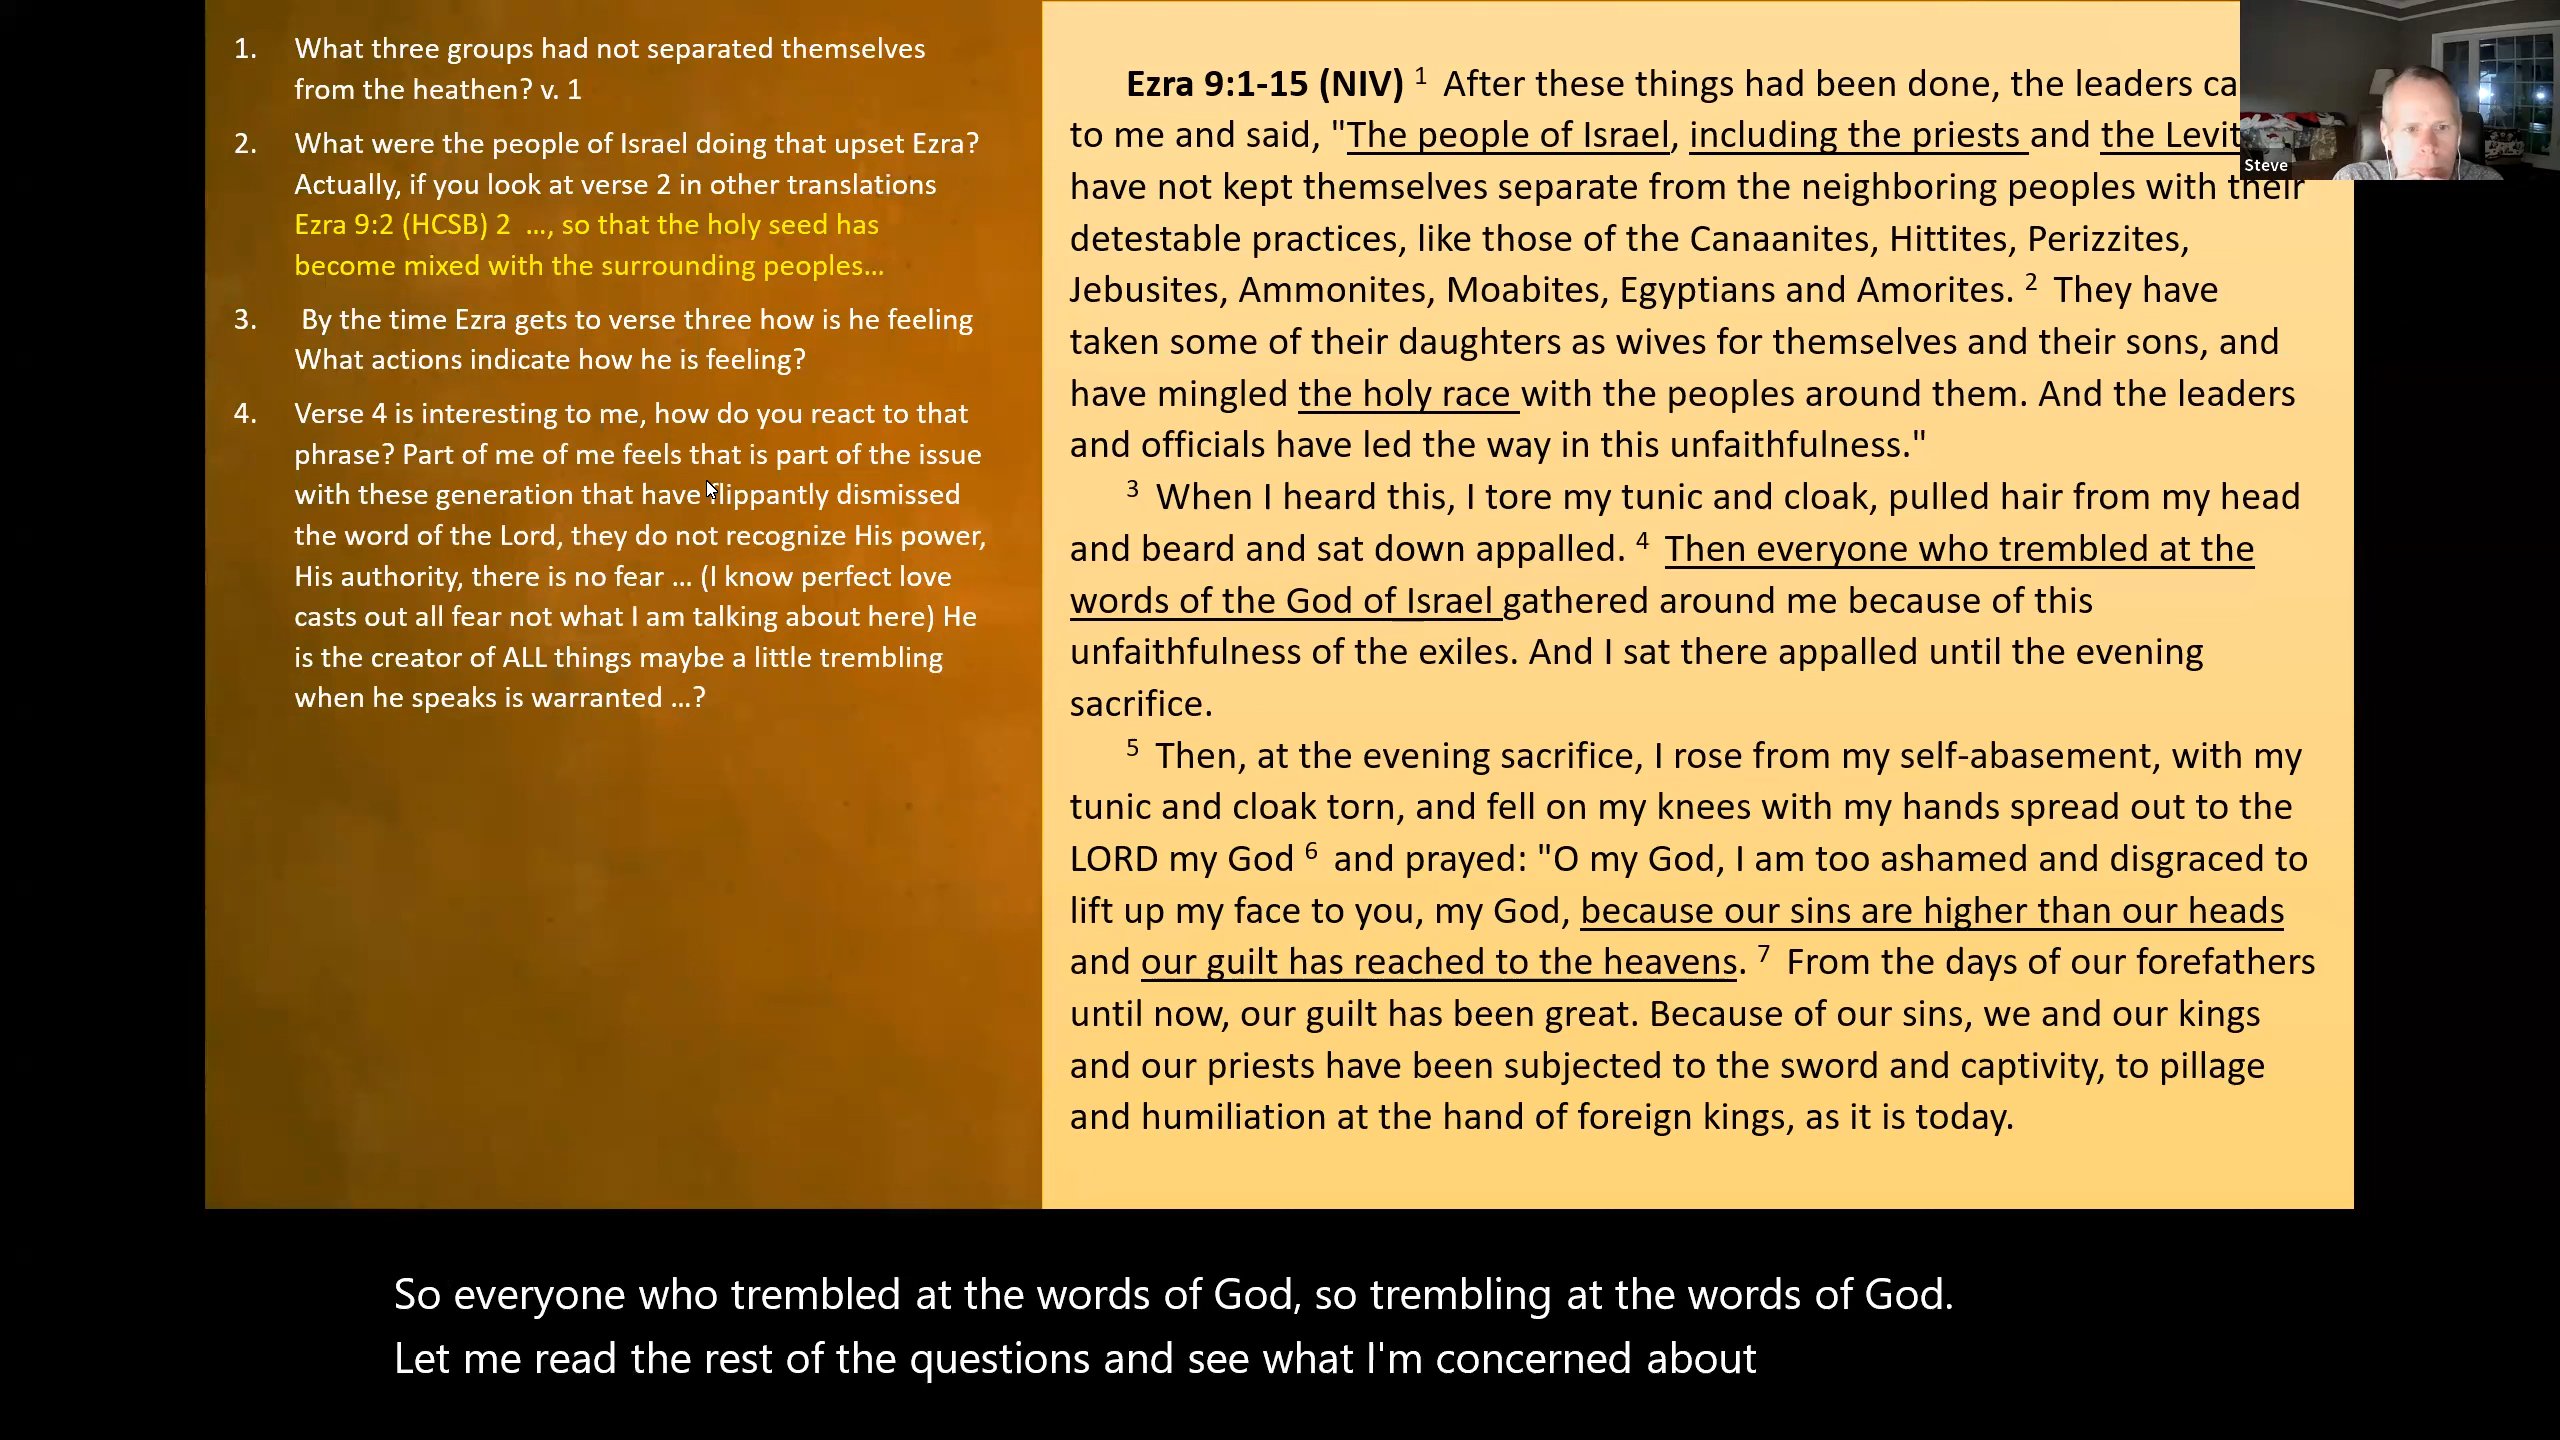 1. What three groups had not separated themselves
from the heathen? v. 1
2. What were the people of Israel doing that upset Ezra?
Actually, if you look at verse 2 in other translations
Ezra 9:2 (HCSB) 2 ..., so that the holy seed has
become mixed with the surrounding peoples...
3. By the time Ezra gets to verse three how is he feeling
What actions indicate how he is feeling?
4. Verse 4 is interesting to me, how do you react to that
phrase? Part of me of me feels that is part of the issue
with these generation that have flippantly dismissed
the word of the Lord, they do not recognize His power,
His authority, there is no fear ... (I know perfect love
casts out all fear not what I am talking about here) He
is the creator of ALL things maybe a little trembling
when he speaks is warranted ...?
Ezra 9:1-15 (NIV) 1 After these things had been done, the leaders ca
to me and said, "The people of Israel, including the priests and the Levit
have not kept themselves separate from the neighboring peoples with their
detestable practices, like those of the Canaanites, Hittites, Perizzites,
Jebusites, Ammonites, Moabites, Egyptians and Amorites. 2 They have
taken some of their daughters as wives for themselves and their sons, and
have mingled the holy race with the peoples around them. And the leaders
and officials have led the way in this unfaithfulness."
3 When I heard this, I tore my tunic and cloak, pulled hair from my head
and beard and sat down appalled. 4 Then everyone who trembled at the
words of the God of Israel gathered around me because of this
unfaithfulness of the exiles. And I sat there appalled until the evening
sacrifice.
5 Then, at the evening sacrifice, I rose from my self-abasement, with my
tunic and cloak torn, and fell on my knees with my hands spread out to the
LORD my God 6 and prayed: "O my God, I am too ashamed and disgraced to
lift up my face to you, my God, because our sins are higher than our heads
and our guilt has reached to the heavens. 7 From the days of our forefathers
until now, our guilt has been great. Because of our sins, we and our kings
and our priests have been subjected to the sword and captivity, to pillage
and humiliation at the hand of foreign kings, as it is today.
Steve
So everyone who trembled at the words of God, so trembling at the words of God.
Let me read the rest of the questions and see what I'm concerned about